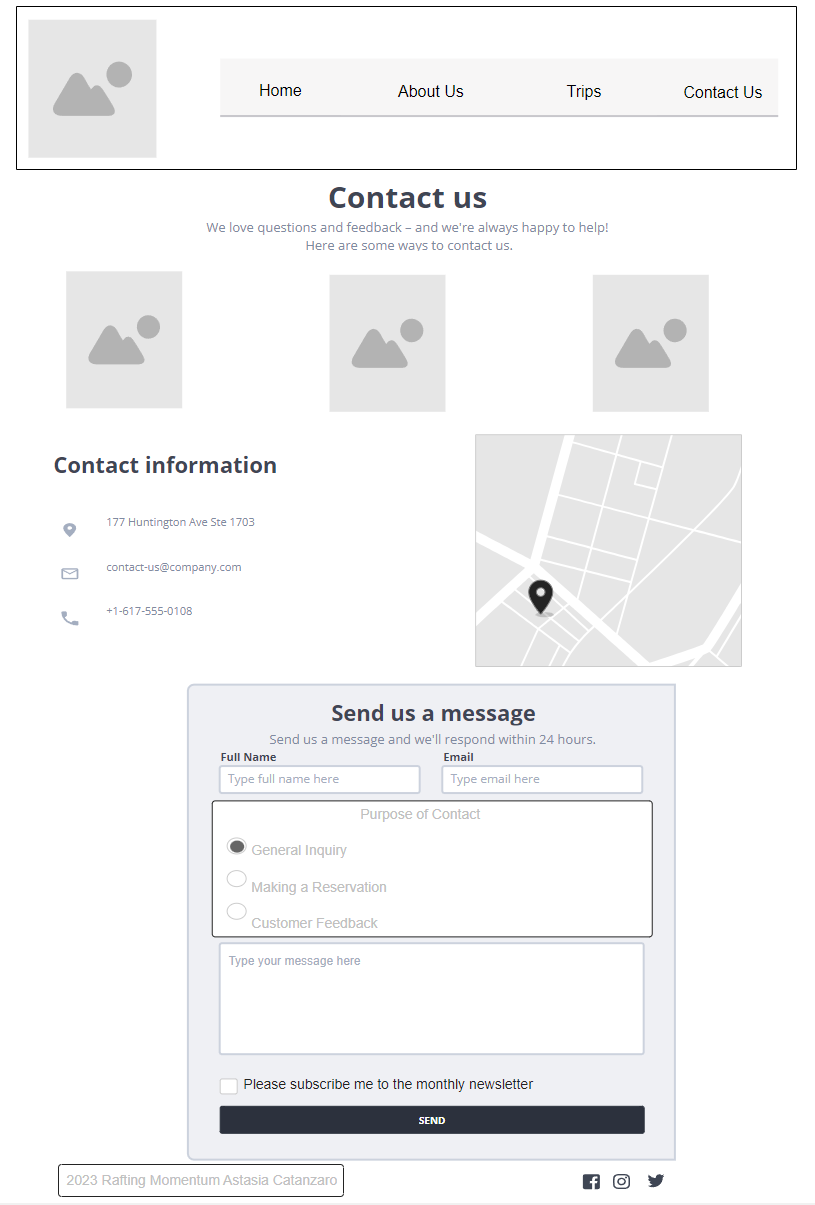 Home
About Us
Trips
Contact Us
Contact us
We love questions and feedback – and we're always happy to help!
Here are some ways to contact us.
Contact information
177 Huntington Ave Ste 1703
contact-us@company.com
+1-617-555-0108
Send us a message
Send us a message and we'll respond within 24 hours.
Full Name
Email
Type full name here
Type email here
Purpose of Contact
General Inquiry
Making a Reservation
Customer Feedback
Type your message here
Please subscribe me to the monthly newsletter
SEND
2023 Rafting Momentum Astasia Catanzaro